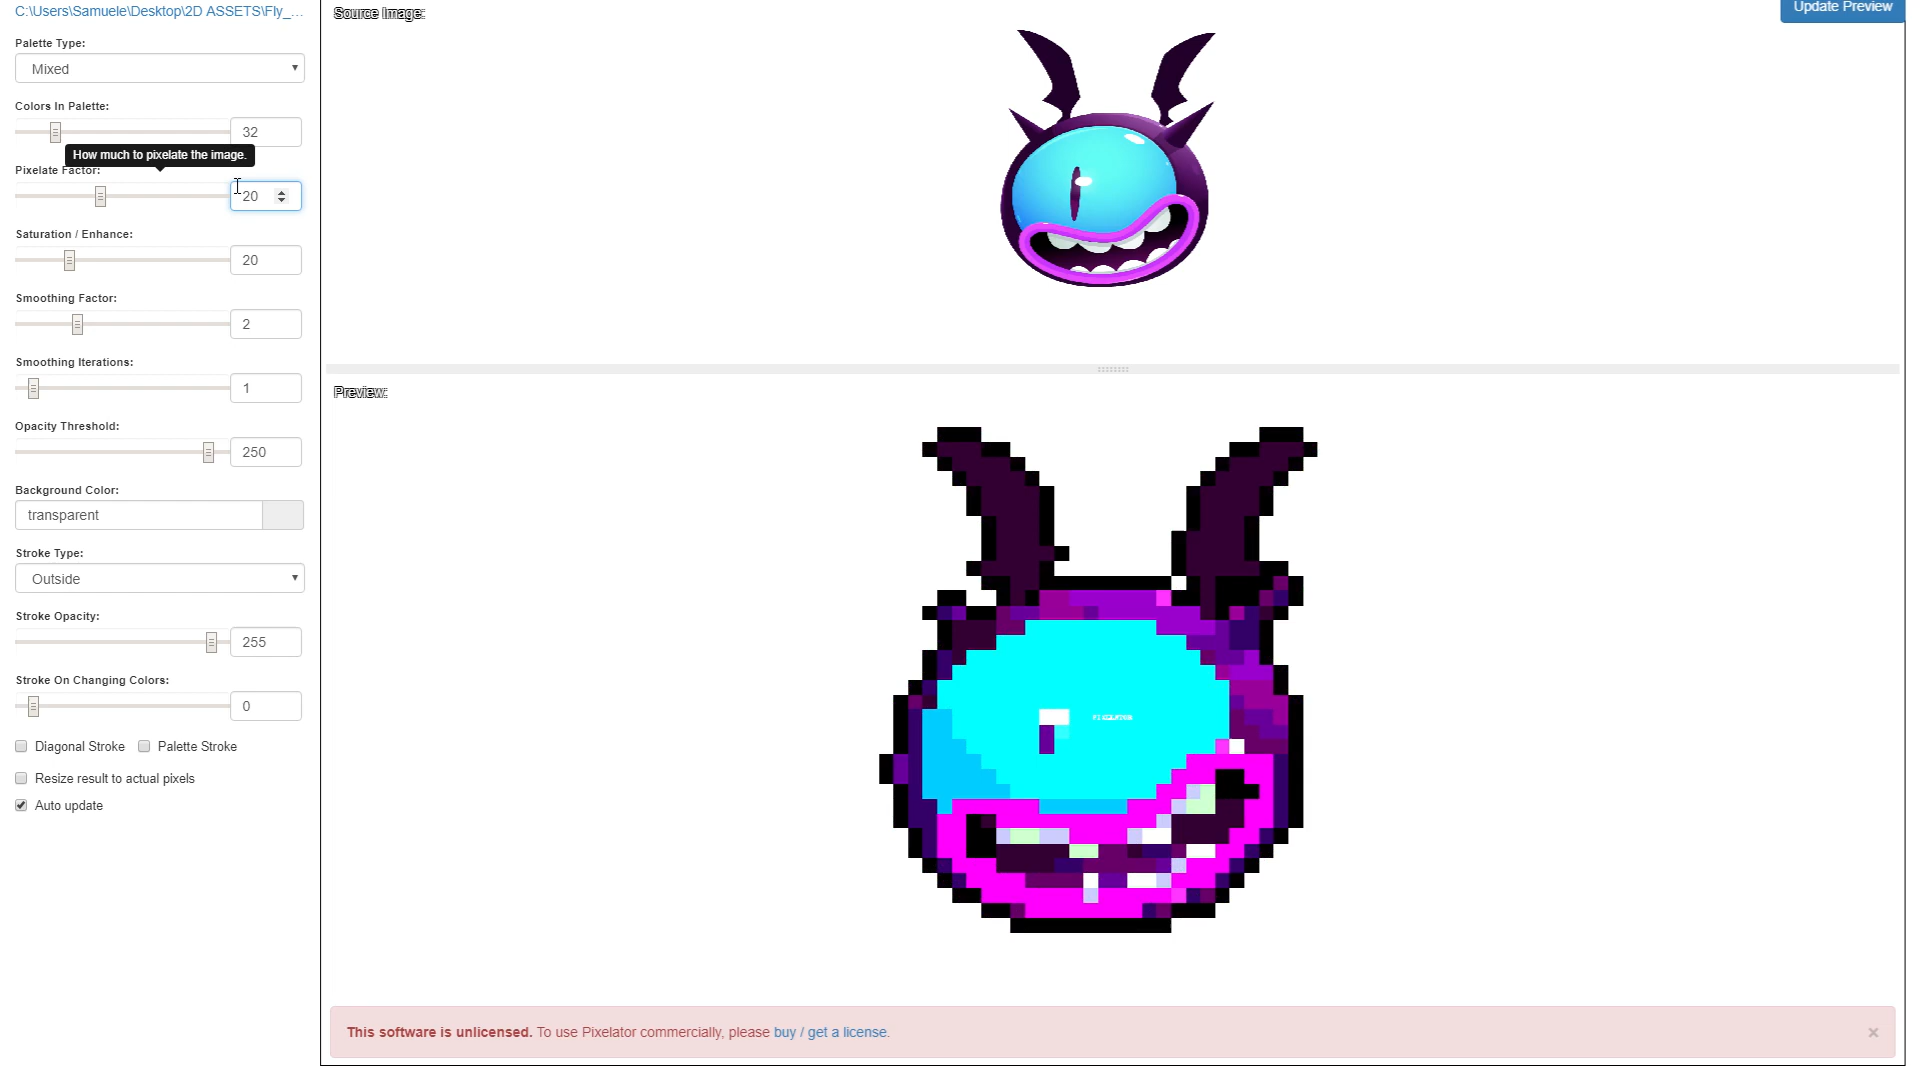 C:\Users\Samuele\Desktop\2D ASSETS\Fly_...
Palette Type:
Mixed
Colors In Palette:
32
How much to pixelate the image.
Pixelate Factor:
20
Saturation / Enhance:
20
Smoothing Factor:
2
Smoothing Iterations:
1
Opacity Threshold:
250
Background Color:
transparent
Stroke Type:
Outside
Stroke Opacity:
255
Stroke On Changing Colors:
0
Diagonal Stroke Palette Stroke
Resize result to actual pixels
Auto update
Source Image:
Update Preview
Preview:
PIXELATOR
This software is unlicensed. To use Pixelator commercially, please buy / get a license.
×